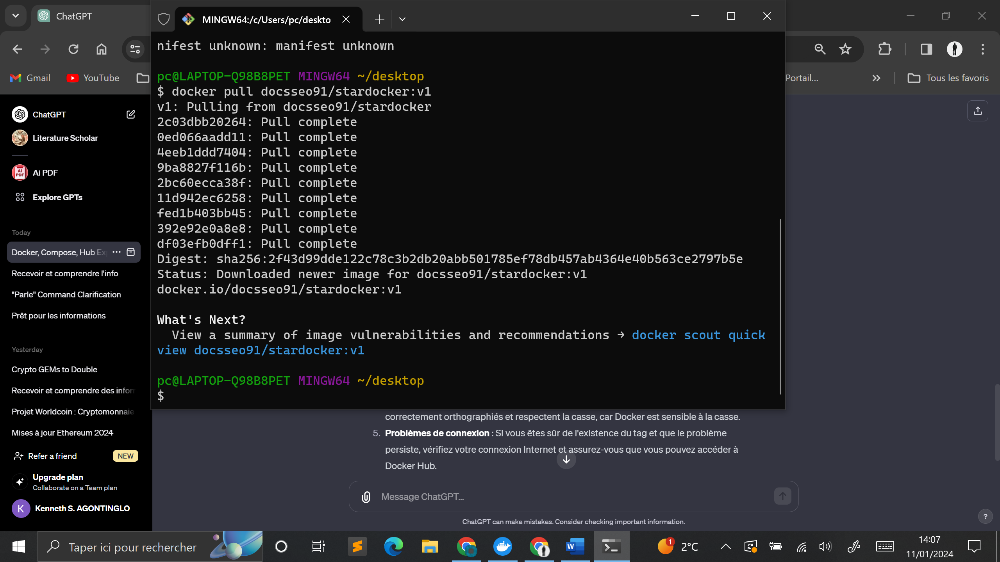 ChatGPT
MINGW64:/c/Users/pc/deskto
Gmail
YouTube
Portail...
Tous les favoris
nifest unknown: manifest unknown
pc@LAPTOP-Q98B8PET MINGW64 ~/desktop
$ docker pull docsseo91/stardocker:v1
v1: Pulling from docsseo91/stardocker
2c03dbb20264: Pull complete
0ed066aadd11: Pull complete
4eeb1ddd7404: Pull complete
9ba8827f116b: Pull complete
2bc60ecca38f: Pull complete
11d942ec6258: Pull complete
fed1b403bb45: Pull complete
392e92e0a8e8: Pull complete
df03efb0dff1: Pull complete
Digest: sha256:2f43d99dde122c78c3b2db20abb501785ef78db457ab4364e40b563ce2797b5e
Status: Downloaded newer image for docsseo91/stardocker:v1
docker.io/docsseo91/stardocker:v1
What's Next?
View a summary of image vulnerabilities and recommendations → docker scout quick
view docsseo91/stardocker:v1
pc@LAPTOP-Q98B8PET MINGW64 ~/desktop
$
ChatGPT
Literature Scholar
Ai PDF
Ai PDF
Explore GPTs
Today
Docker, Compose, Hub Ex
Recevoir et comprendre l'info
"Parle" Command Clarification
Prêt pour les informations
Yesterday
Crypto GEMs to Double
Recevoir et comprendre des infor
Projet Worldcoin : Cryptomonnaie
Mises à jour Ethereum 2024
Refer a friend
NEW
Upgrade plan
Collaborate on a Team plan
K
Kenneth S. AGONTINGLO
correctement orthographiés et respectent la casse, car Docker est sensible à la casse.
5. Problèmes de connexion : Si vous êtes sûr de l'existence du tag et que le problème
persiste, vérifiez votre connexion Internet et assurez-vous que vous pouvez accéder à
Docker Hub.
Message ChatGPT...
ChatGPT can make mistakes. Consider checking important information.
?
Taper ici pour rechercher
W
1
2°C
14:07
11/01/2024